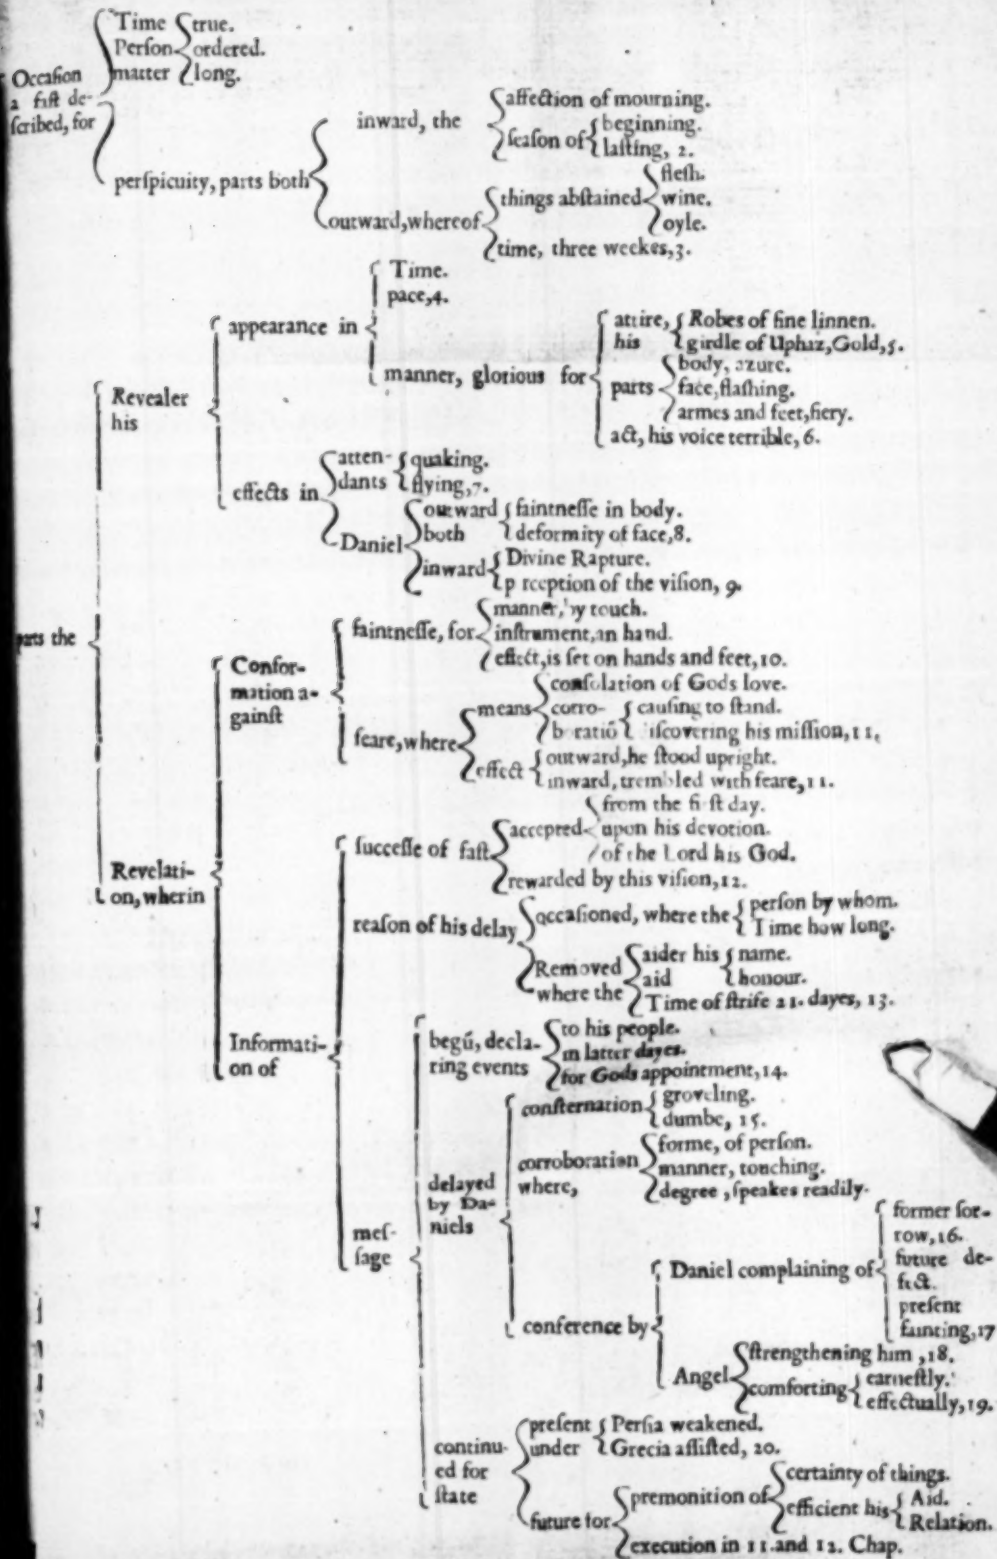 Time true.
Perſon ordered.
matter long.
Occaſion
a faſt de-
ſcribed, for
inward, the
affection of mourning.
ſeaſon of beginning.
laſting, 2.
perſpicuity, parts both
outward, whereof
things abſtained
fleſh.
wine.
oyle.
time, three weekes, 3.
appearance in
Time.
pace, 4.
manner, glorious for
attire, Robes of fine linnen.
his girdle of Uphaz, Gold, 5.
parts
body, azure.
face, flaſhing.
armes and feet, fiery.
act, his voice terrible, 6.
Revealer
his
effects in
atten- quaking.
dants flying, 7.
Daniel
outward faintneſſe in body.
both deformity of face, 8.
inward
Divine Rapture.
p rception of the viſion, 9.
parts the
Confor-
mation a-
gainſt
faintneſſe, for
manner, by touch.
inſtrument, an hand.
effect, is ſet on hands and feet, 10.
feare, where
means
conſolation of Gods love.
corro- cauſing to ſtand.
b ratiō iſcovering his miſſion, 11,
effect
outward, he ſtood upright.
inward, trembled with feare, 11.
Revelati-
on, wherin
ſucceſſe of faſt
accepted
from the fi ſt day.
upon his devotion.
of the Lord his God.
rewarded by this viſion, 12.
reaſon of his delay
occaſioned, where the
perſon by whom.
Time how long.
Removed
where the
aider his name.
aid honour.
Time of ſtrife 21. dayes, 13.
Informati-
on of
begū, decla-
ring events
to his people.
in latter dayes.
for Gods appointment, 14.
delayed
by Da-
niels
conſternation groveling.
dumbe, 15.
corroboration
where,
forme, of perſon.
manner, touching.
degree, ſpeakes readily.
meſ-
ſage
conference by
Daniel complaining of
former ſor-
row, 16.
future de-
fect.
preſent
fainting, 17
Angel
ſtrengthening him, 18.
comforting earneſtly.
effectually, 19.
continu-
ed for
ſtate
preſent Perſia weakened.
under Grecia aſſiſted, 20.
future for
premonition of
certainty of things.
efficient his Aid.
Relation.
execution in 11. and 12. Chap.